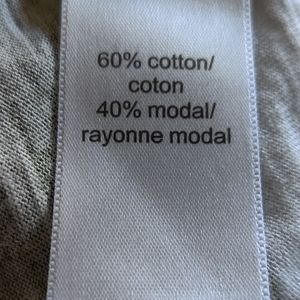 60% cotton/
coton
40% modal/
rayonne modal